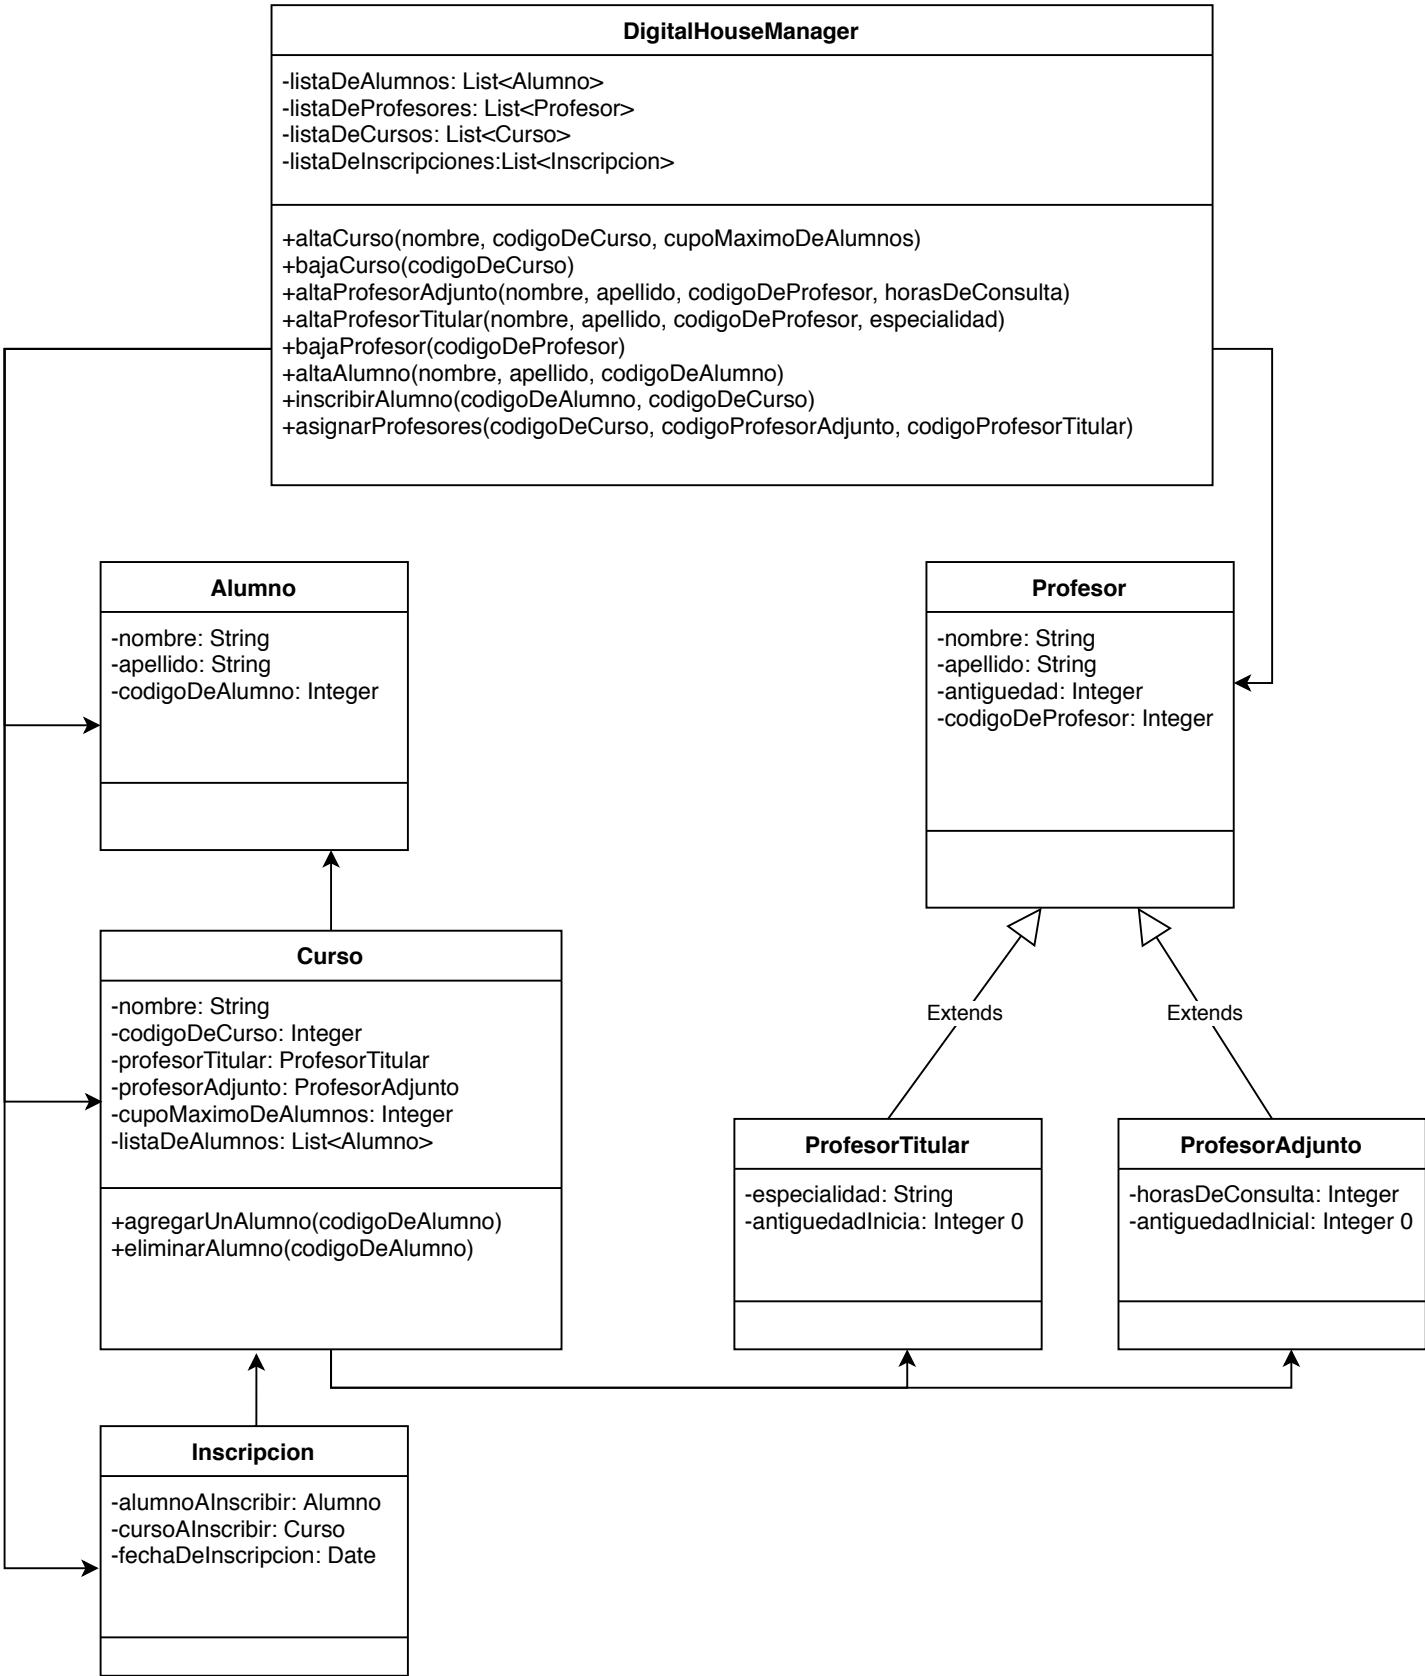 DigitalHouseManager
-listaDeAlumnos: List<Alumno>
-listaDeProfesores: List<Profesor>
-listaDeCursos: List<Curso>
-listaDeInscripciones:List<Inscripcion>
+altaCurso(nombre, codigoDeCurso, cupoMaximoDeAlumnos)
+bajaCurso(codigoDeCurso)
+altaProfesorAdjunto(nombre, apellido, codigoDeProfesor, horasDeConsulta)
+altaProfesorTitular(nombre, apellido, codigoDeProfesor, especialidad)
+bajaProfesor(codigoDeProfesor)
+altaAlumno(nombre, apellido, codigoDeAlumno)
+inscribirAlumno(codigoDeAlumno, codigoDeCurso)
+asignarProfesores(codigoDeCurso, codigoProfesorAdjunto, codigoProfesorTitular)
Alumno
-nombre: String
-apellido: String
-codigoDeAlumno: Integer
Profesor
-nombre: String
-apellido: String
-antiguedad: Integer
-codigoDeProfesor: Integer
Curso
-nombre: String
-codigoDeCurso: Integer
-profesorTitular: ProfesorTitular
-profesorAdjunto: ProfesorAdjunto
-cupoMaximoDeAlumnos: Integer
-listaDeAlumnos: List<Alumno>
+agregarUnAlumno(codigoDeAlumno)
+eliminarAlumno(codigoDeAlumno)
Extends
Extends
ProfesorTitular
-especialidad: String
-antiguedadInicia: Integer 0
ProfesorAdjunto
-horasDeConsulta: Integer
-antiguedadInicial: Integer 0
Inscripcion
-alumnoAInscribir: Alumno
-cursoAInscribir: Curso
-fechaDeInscripcion: Date